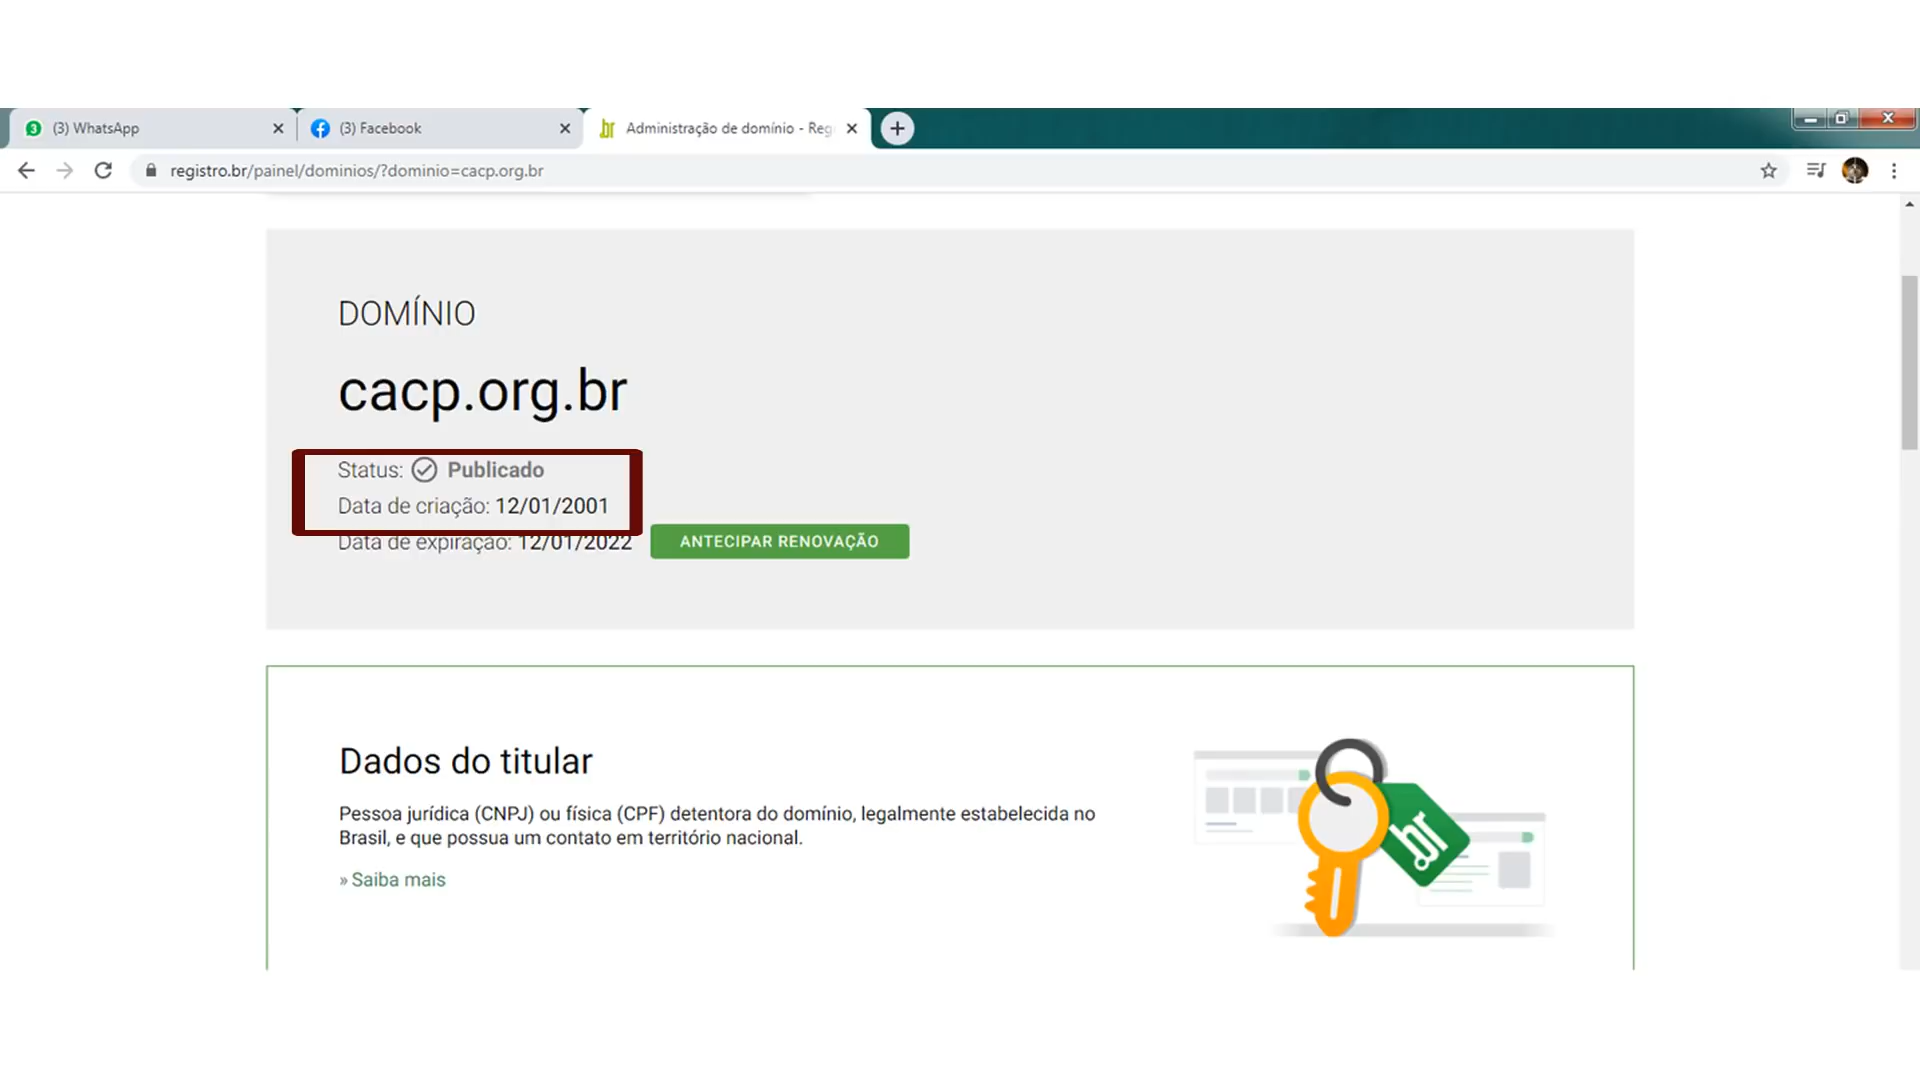 (3) WhatsApp
(3) Facebook
Administração de domínio - Reg
registro.br/painel/dominios/?dominio=cacp.org.br
DOMÍNIO
cacp.org.br
Status: Publicado
Data de criação: 12/01/2001
Data de expiração: 12/01/2022
ANTECIPAR RENOVAÇÃO
Dados do titular
Pessoa jurídica (CNPJ) ou física (CPF) detentora do domínio, legalmente estabelecida no
Brasil, e que possua um contato em território nacional.
» Saiba mais
br